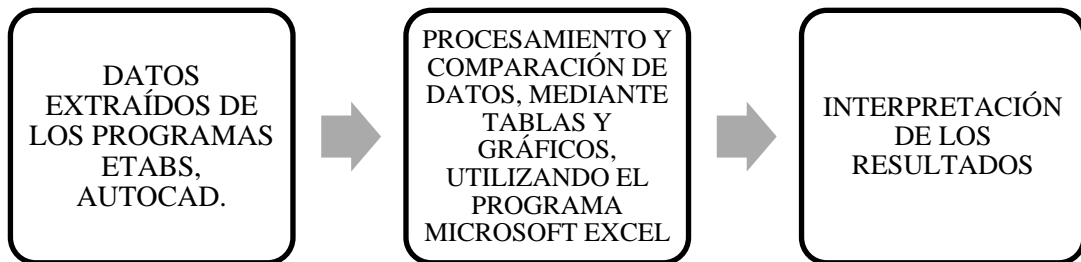 DATOS
EXTRAÍDOS DE
LOS PROGRAMAS
ETABS,
AUTOCAD.
PROCESAMIENTO Y
COMPARACIÓN DE
DATOS, MEDIANTE
TABLAS Y
GRÁFICOS,
UTILIZANDO EL
PROGRAMA
MICROSOFT EXCEL
INTERPRETACIÓN
DE LOS
RESULTADOS